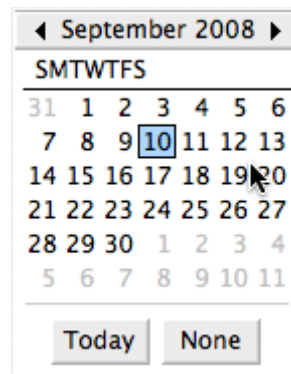 September 2008
SMTWTFS
31 1 2 3 4 5 6
7 8 9 10 11 12 13
14 15 16 17 18 19 20
21 22 23 24 25 26 27
28 29 30 1 2 3 4
5 6 7 8 9 10 11
Today None